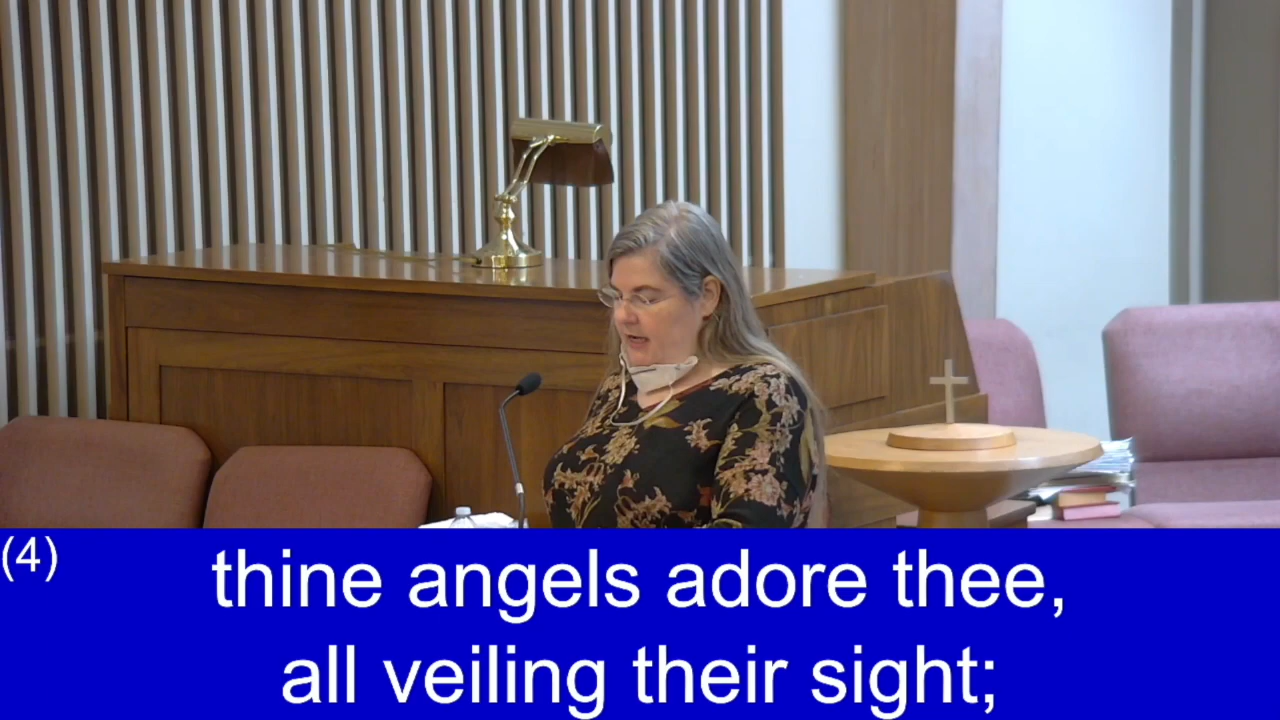 (4)
thine angels adore thee,
all veiling their sight;